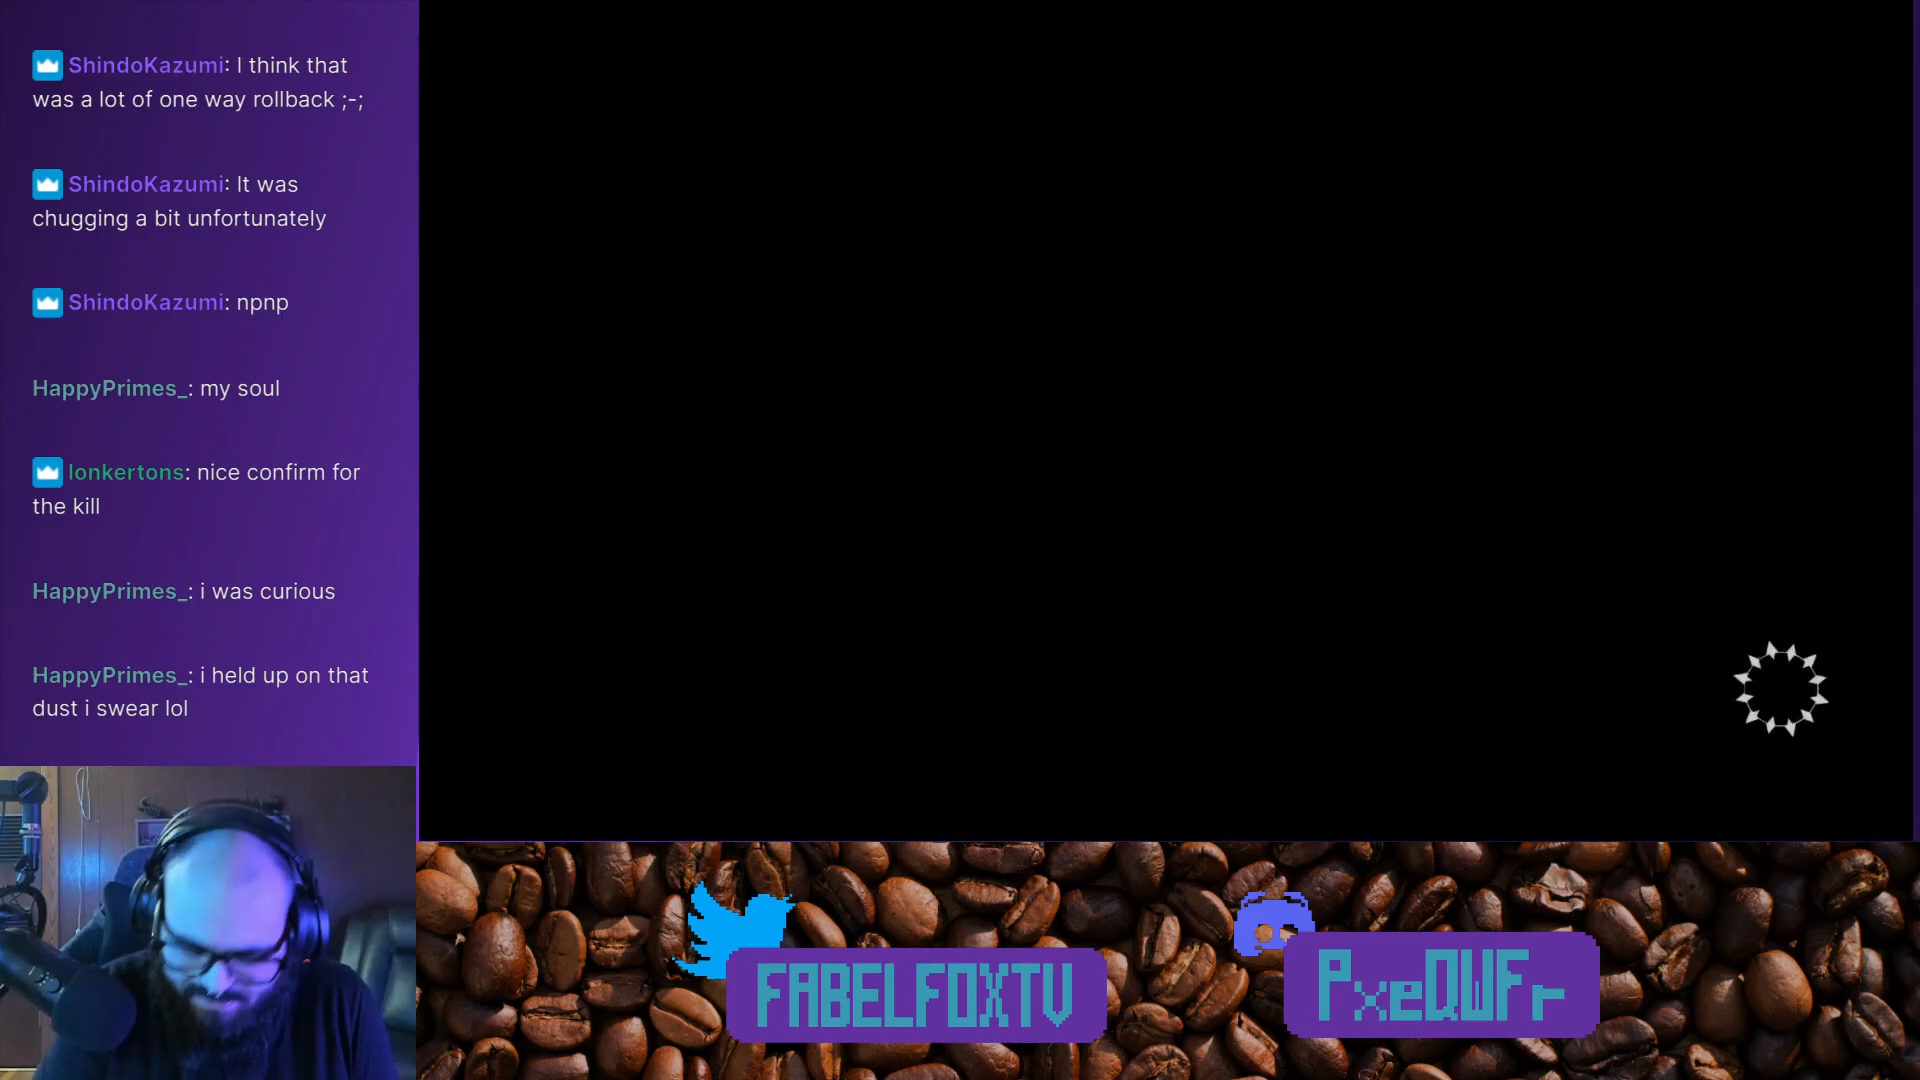 ShindoKazumi: I think that
was a lot of one way rollback ;-;
ShindoKazumi: It was
chugging a bit unfortunately
ShindoKazumi: npnp
HappyPrimes_: my soul
lonkertons: nice confirm for
the kill
HappyPrimes_: i was curious
HappyPrimes_: i held up on that
dust i swear lol
FABELFOXTV
PxeQWFr